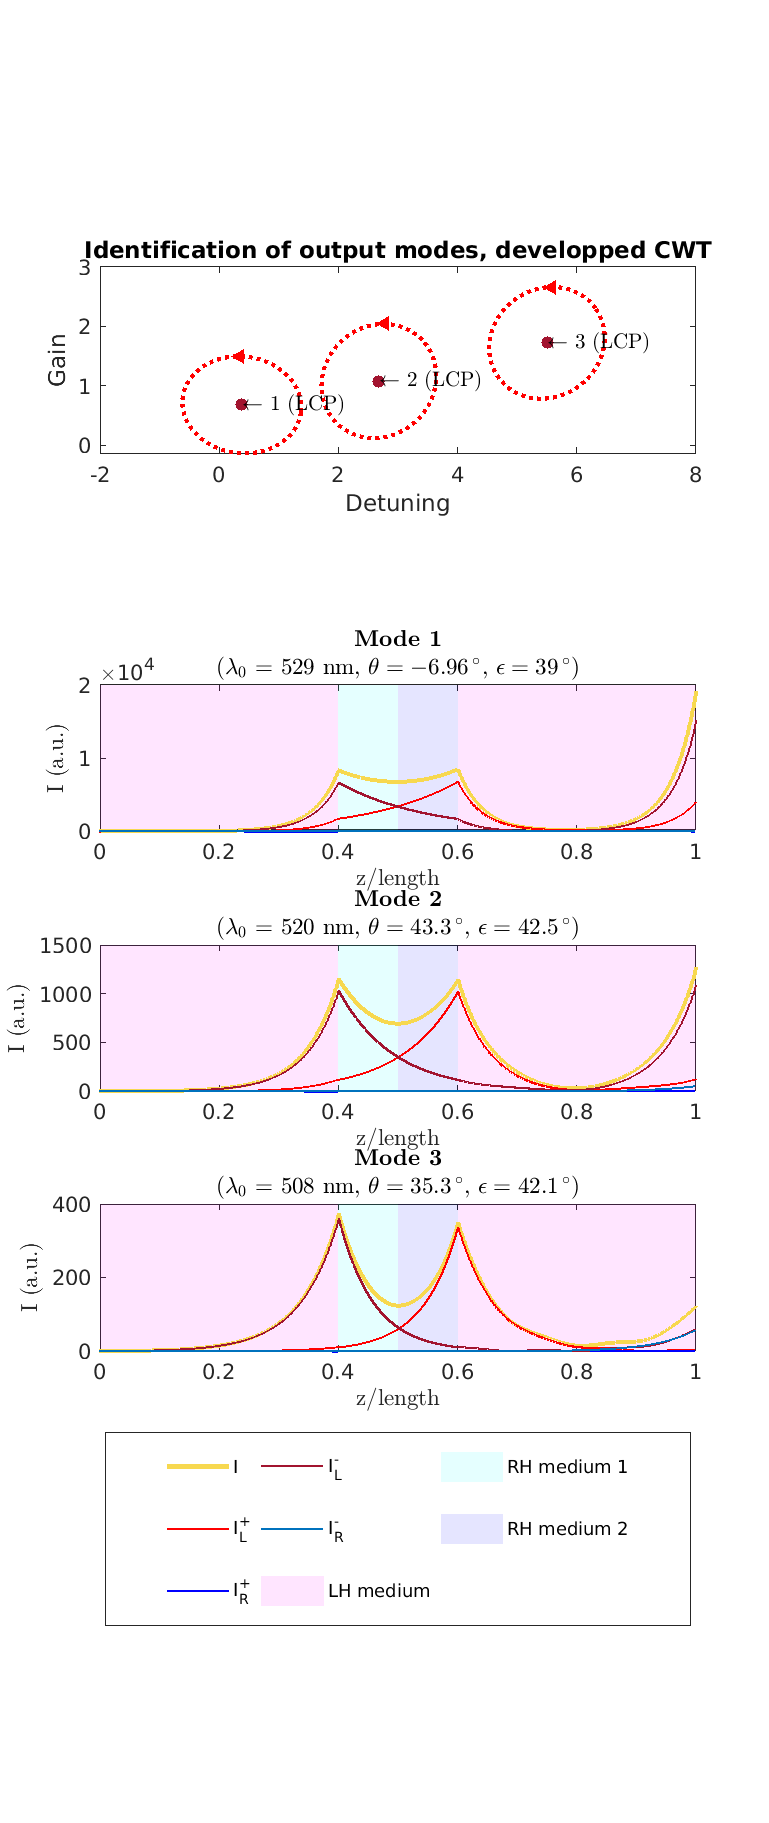 Identification of output modes, developped CWT
3
2
1
0
Gain
1 (LCP)
2 (LCP)
3 (LCP)
-2 0 2 4 6 8
Detuning
Mode 1
(λ₀ = 529 nm, θ = −6.96°, ϵ = 39°)
×10⁴
2
1
0
I (a.u.)
0 0.2 0.4 0.6 0.8 1
z/length
Mode 2
(λ₀ = 520 nm, θ = 43.3°, ϵ = 42.5°)
1500
1000
500
0
I (a.u.)
0 0.2 0.4 0.6 0.8 1
z/length
Mode 3
(λ₀ = 508 nm, θ = 35.3°, ϵ = 42.1°)
400
200
0
I (a.u.)
0 0.2 0.4 0.6 0.8 1
z/length
I I_L^- RH medium 1
I_L^+ I_R^- RH medium 2
I_R^+ LH medium